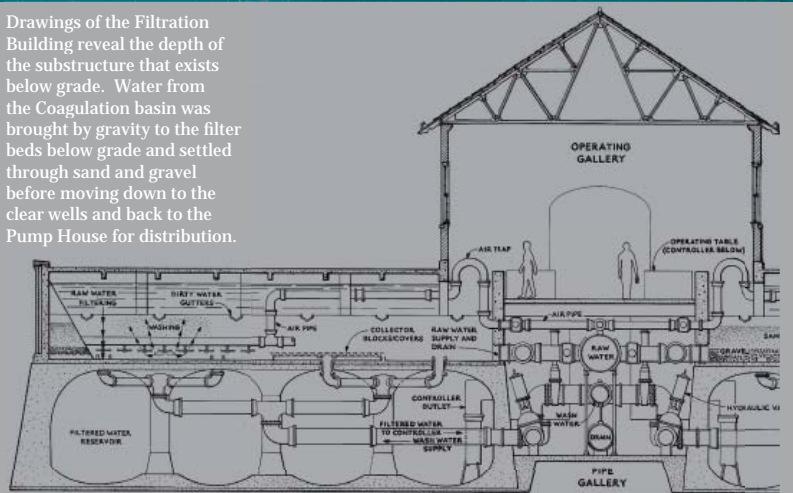 Drawings of the Filtration
Building reveal the depth of
the substructure that exists
below grade.  Water from
the Coagulation basin was
brought by gravity to the filter
beds below grade and settled
through sand and gravel
before moving down to the
clear wells and back to the
Pump House for distribution.
OPERATING
GALLERY
AIR TRAP
OPERATING TABLE
(CONTROLLER BELOW)
RAW WATER
FILTERING
DIRTY WATER
GUTTERS
WASHING
AIR PIPE
COLLECTOR
BLOCKS/COVERS
RAW WATER
SUPPLY AND
DRAIN
AIR PIPE
RAW
WATER
GRAVEL
FILTERED WATER
RESERVOIR
CONTROLLER
OUTLET
FILTERED WATER
TO CONTROLLER
WASH WATER
SUPPLY
WASH
WATER
DRAIN
HYDRAULIC
PIPE
GALLERY